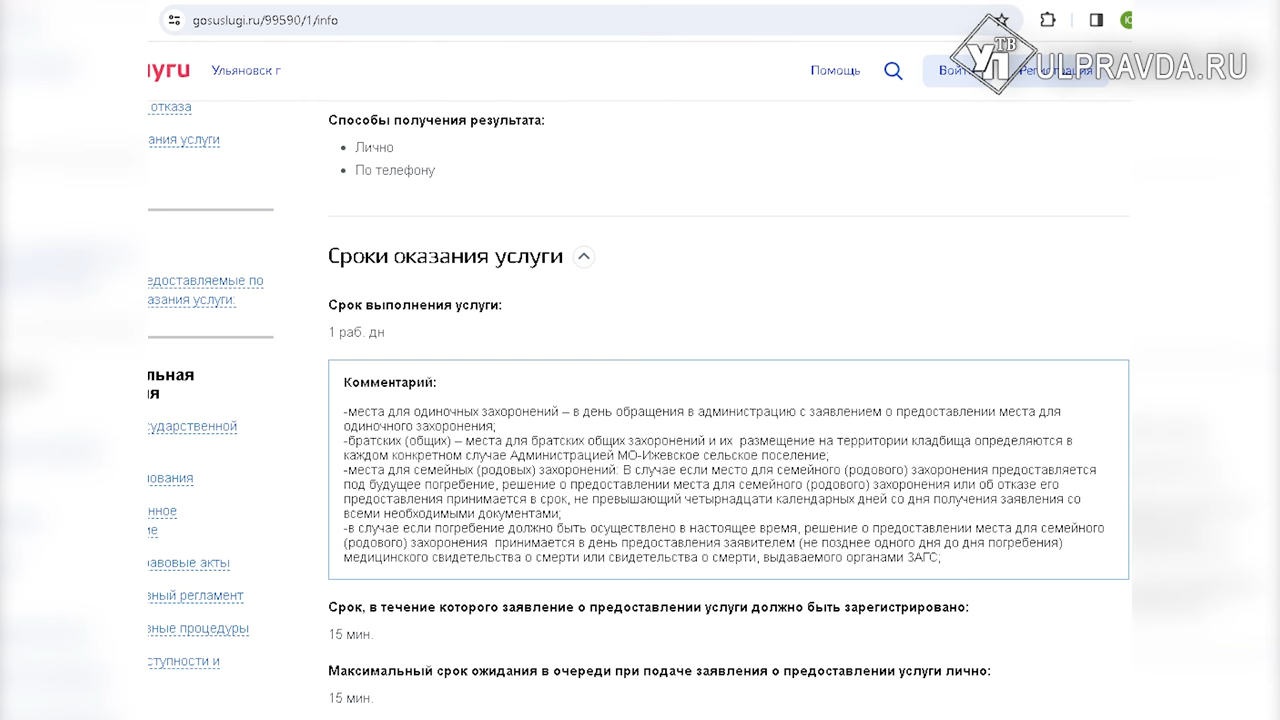 gosuslugi.ru/99590/1/info
Ульяновск г
Помощь
ТВ
УП
ULPRAVDA.RU
отказа
ания услуги
Способы получения результата:
Лично
По телефону
Сроки оказания услуги
едоставляемые по
казания услуги:
Срок выполнения услуги:
1 раб. дн
льная
ия
сударственной
нование
нное
ие
равовые акты
вный регламент
вные процедуры
ступности и
Комментарий:
-места для одиночных захоронений – в день обращения в администрацию с заявлением о предоставлении места для
одиночного захоронения;
-братских (общих) – места для братских общих захоронений и их размещение на территории кладбища определяются в
каждом конкретном случае Администрацией МО-Ижевское сельское поселение;
-места для семейных (родовых) захоронений: В случае если место для семейного (рового) захоронения предоставляется
под будущее погребение, решение о предоставлении места для семейного (родового) захоронения или об отказе его
предоставления принимается в срок, не превышающий четырнадцати календарных дней со дня получения заявления со
всеми необходимыми документами;
-в случае если погребение должно быть осуществлено в настоящее время, решение о предоставлении места для семейного
(родового) захоронения принимается в день предоставления заявителем (не позднее одного дня до дня погребения)
медицинского свидетельства о смерти или свидетельства о смерти, выдаваемого органами ЗАГС;
Срок, в течение которого заявление о предоставлении услуги должно быть зарегистрировано:
15 мин.
Максимальный срок ожидания в очереди при подаче заявления о предоставлении услуги лично:
15 мин.